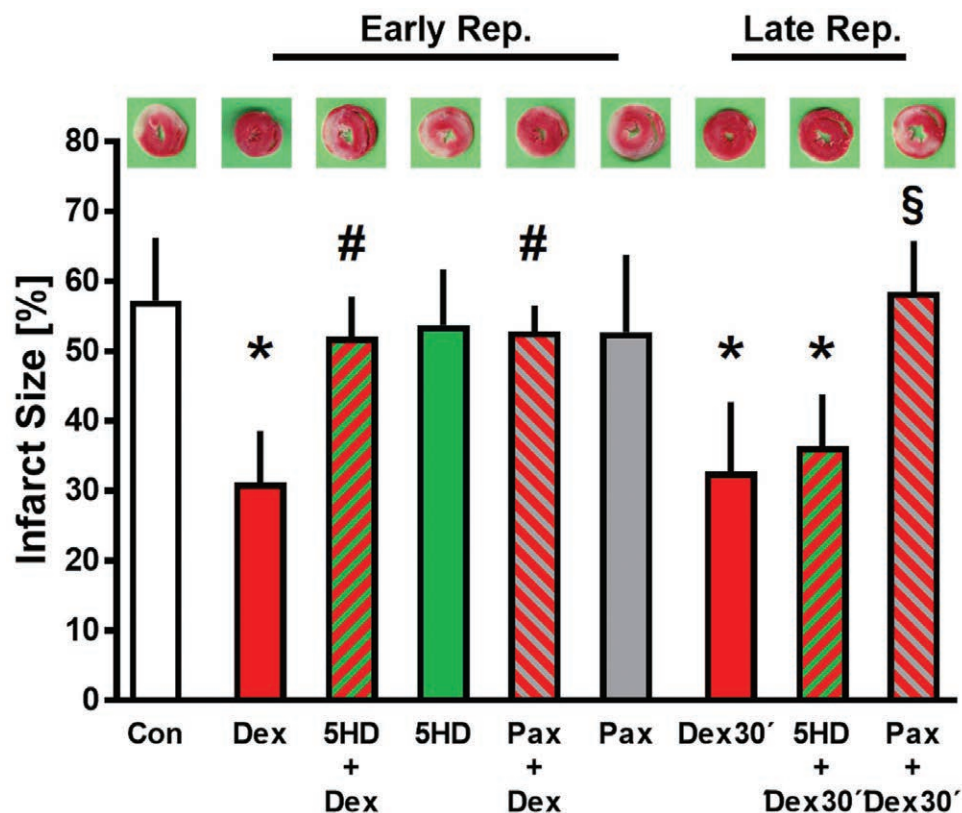 Early Rep. Late Rep.
80
70
60
50
40
30
20
10
0
Infarct Size [%]
* # # * * §
Con Dex 5HD 5HD Pax Pax Dex30´ 5HD Pax
+ + + +
Dex Dex Dex30´ Dex30´